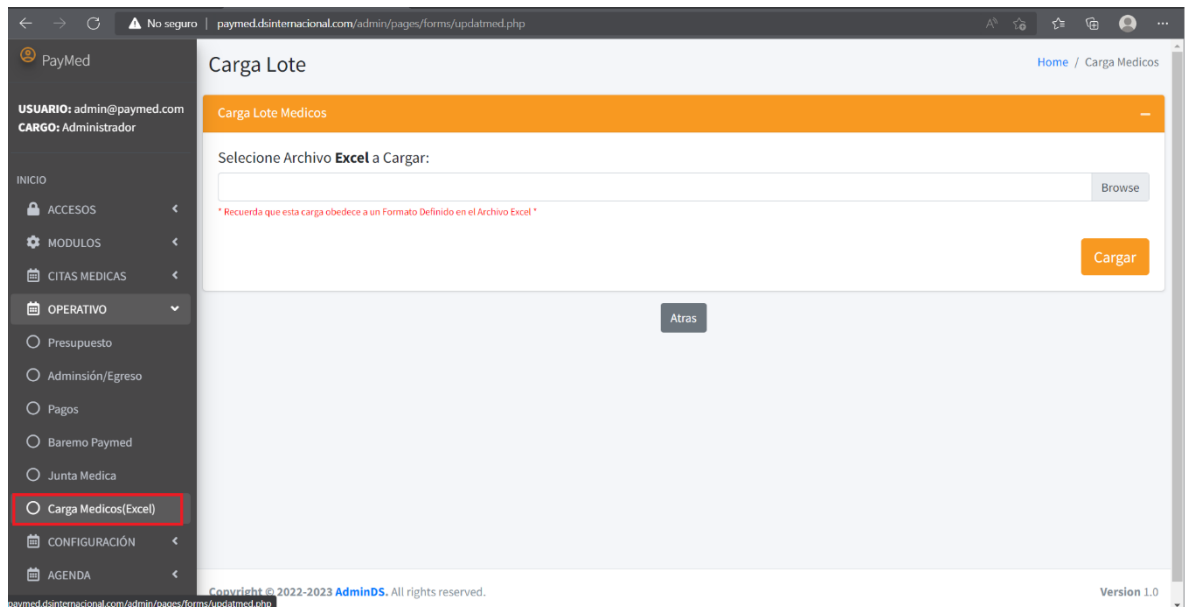 No seguro | paymed.dsinternacional.com/admin/pages/forms/updatmed.php
PayMed
USUARIO: admin@paymed.com
CARGO: Administrador
INICIO
ACCESOS
MODULOS
CITAS MEDICAS
OPERATIVO
Presupuesto
Adminsión/Egreso
Pagos
Baremo Paymed
Junta Medica
Carga Medicos(Excel)
CONFIGURACIÓN
AGENDA
paymed.dsinternacional.com/admin/pages/forms/updatmed.php
Carga Lote
Home / Carga Medicos
Carga Lote Medicos
Selecione Archivo Excel a Cargar:
Browse
* Recuerda que esta carga obedece a un Formato Definido en el Archivo Excel *
Cargar
Atras
Copyright © 2022-2023 AdminDS. All rights reserved.
Version 1.0